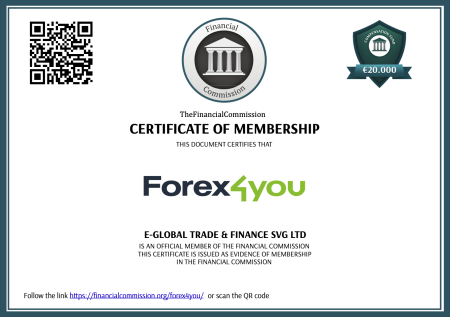 Financial
Commission
COMPENSATION FUND
€20.000
TheFinancialCommission
CERTIFICATE OF MEMBERSHIP
THIS DOCUMENT CERTIFIES THAT
Forex4you
E-GLOBAL TRADE & FINANCE SVG LTD
IS AN OFFICIAL MEMBER OF THE FINANCIAL COMMISSION
THIS CERTIFICATE IS ISSUED AS EVIDENCE OF MEMBERSHIP
IN THE FINANCIAL COMMISSION
Follow the link https://financialcommission.org/forex4you/ or scan the QR code